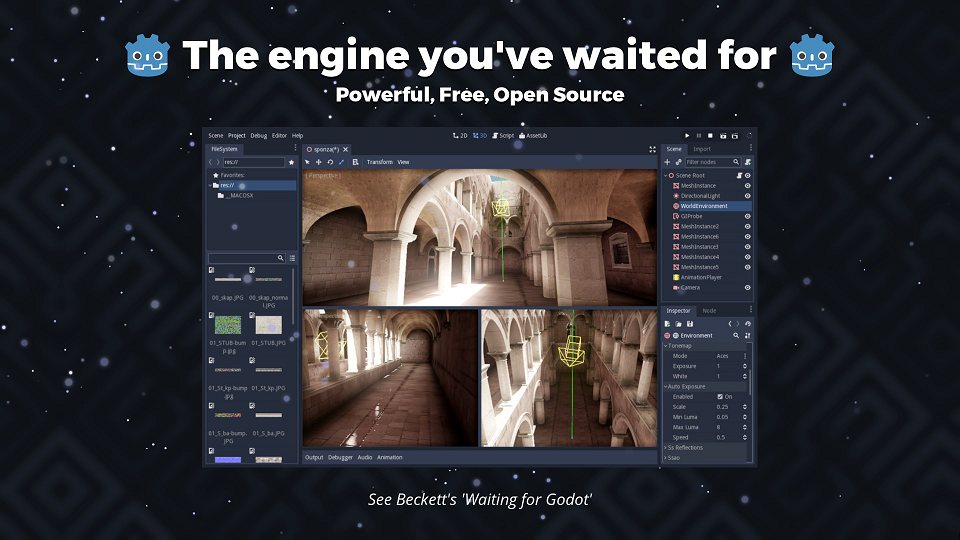 The engine you've waited for
Powerful, Free, Open Source
Scene Project Debug Editor Help
2D 3D Script AssetLib
FileSystem
res://
Favorites:
res://
__MACOSX
00_skap.JPG
00_skap_norma
l.JPG
01_STUB-bum
p.jpg
01_STUB.JPG
01_St_kp-bump
.jpg
01_St_kp.JPG
01_S_ba-bump.
JPG
01_S_ba.JPG
sponza(*)
Transform View
[ Perspective ]
Output Debugger Audio Animation
Scene Import
Filter nodes
Scene Root
MeshInstance
DirectionalLight
WorldEnvironment
GIProbe
MeshInstance2
MeshInstance6
MeshInstance3
MeshInstance4
MeshInstance5
AnimationPlayer
Camera
Inspector Node
Environment
Tonemap
Mode Aces
Exposure 1
White 1
Auto Exposure
Enabled On
Scale 0.25
Min Luma 0.05
Max Luma 8
Speed 0.5
Ss Reflections
Ssao
See Beckett's 'Waiting for Godot'